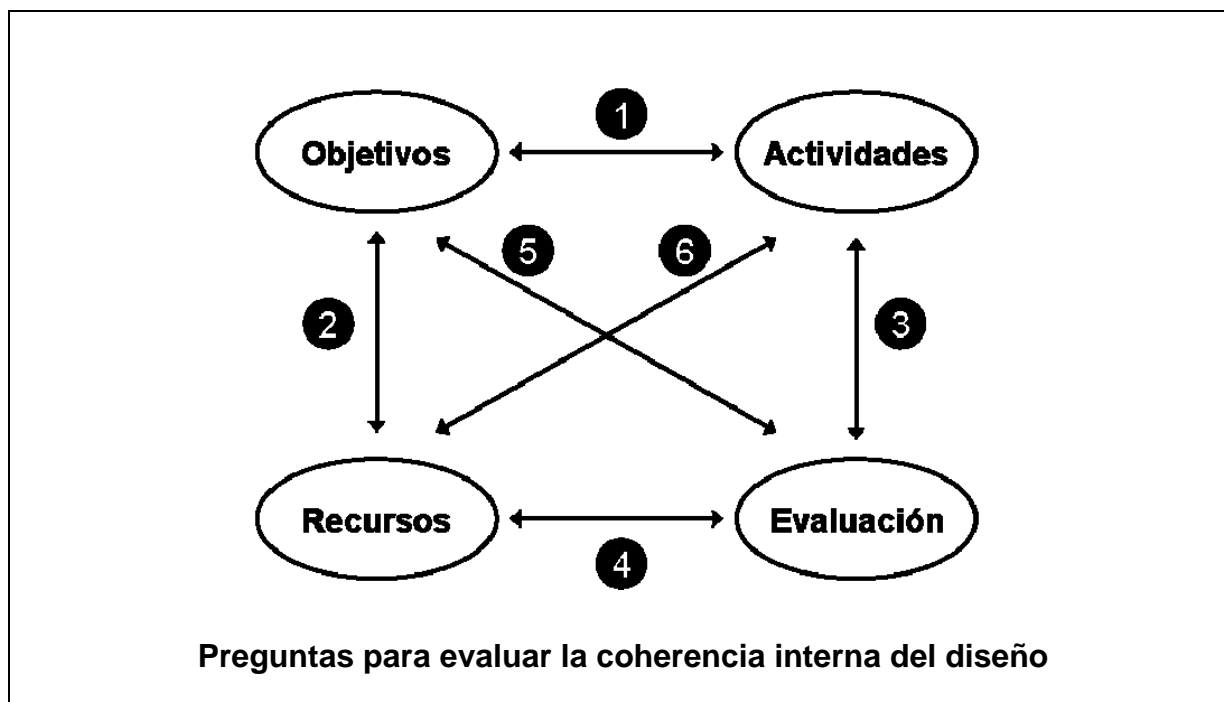 1
Objetivos
Actividades
5
6
2
3
Recursos
Evaluación
4
Preguntas para evaluar la coherencia interna del diseño